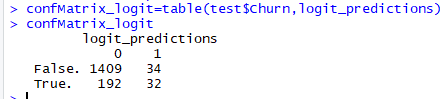 > confMatrix_logit=table(test$Churn,logit_predictions)
> confMatrix_logit
logit_predictions
0 1
False. 1409 34
True. 192 32
>